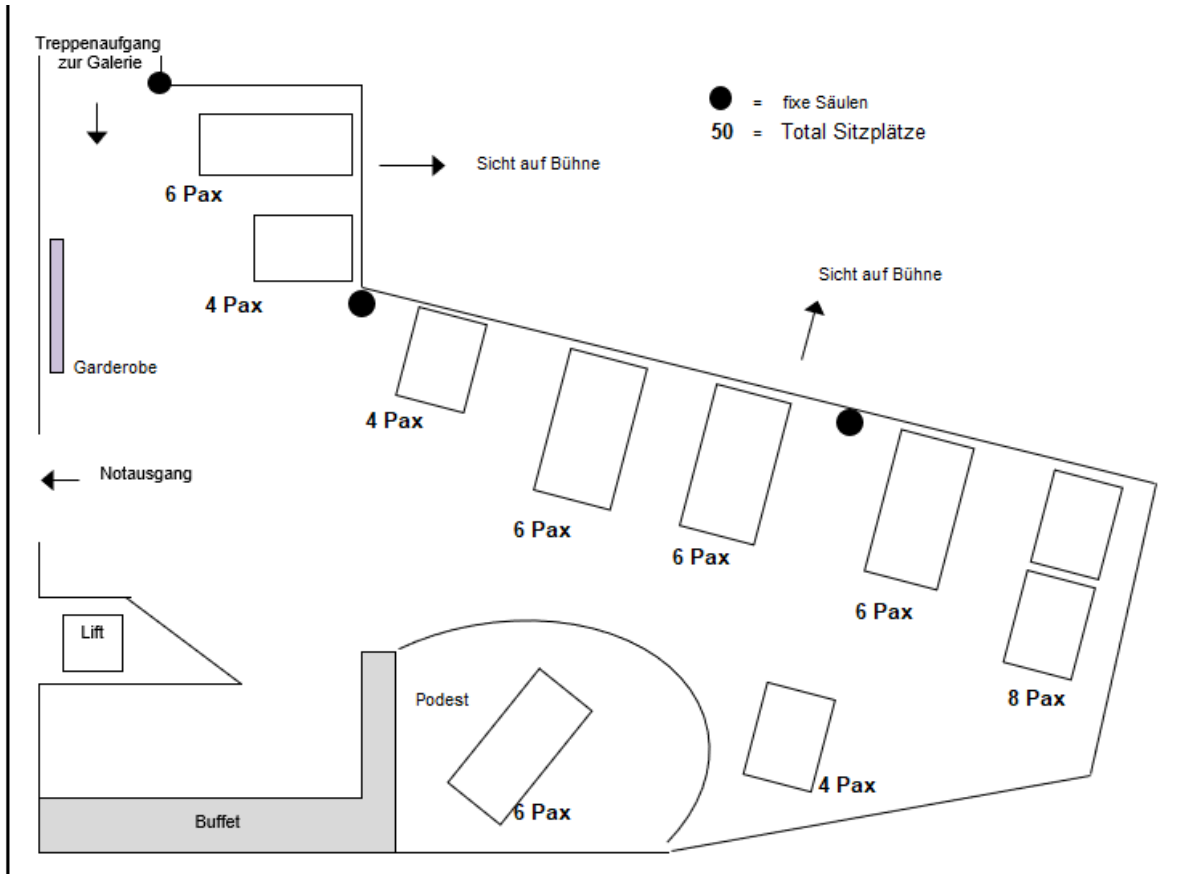 Treppenaufgang
zur Galerie
= fixe Säulen
50 = Total Sitzplätze
Sicht auf Bühne
6 Pax
4 Pax
Sicht auf Bühne
Garderobe
4 Pax
Notausgang
6 Pax
6 Pax
6 Pax
Lift
8 Pax
Podest
4 Pax
6 Pax
Buffet